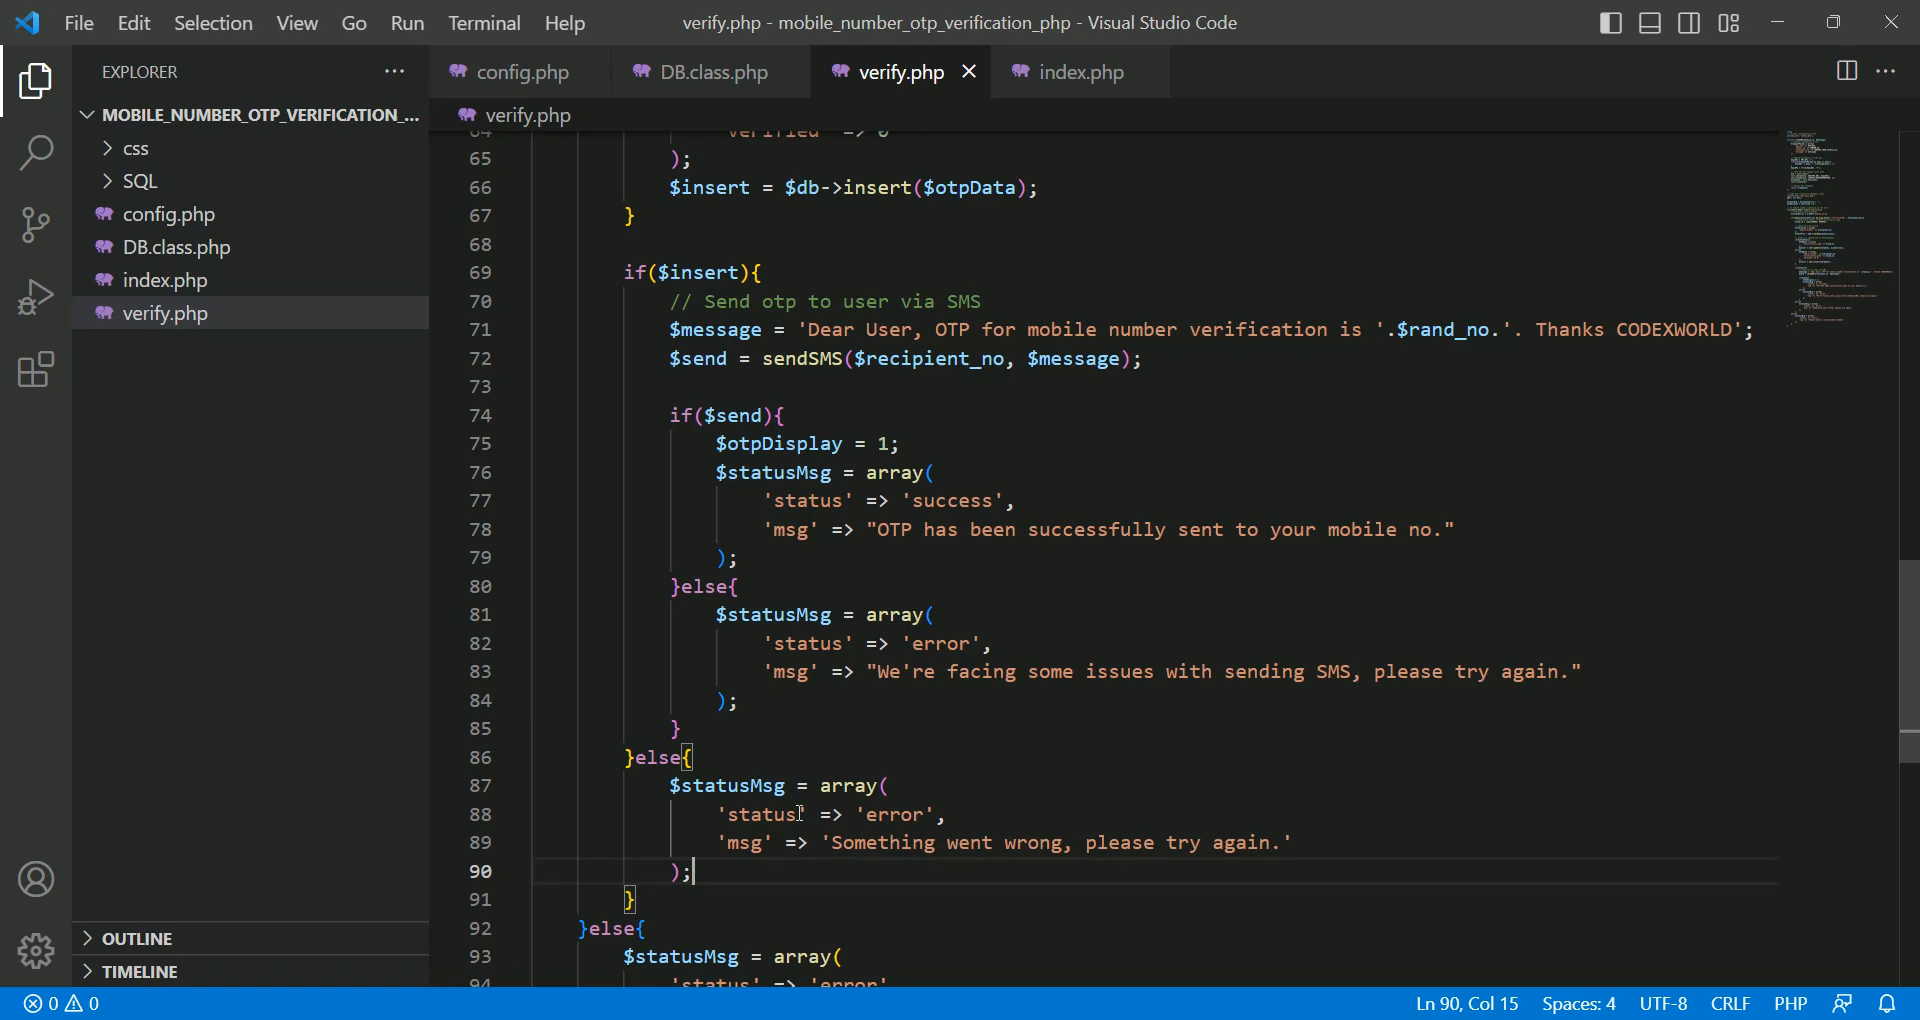 File Edit Selection View Go Run Terminal Help verify.php - mobile_number_otp_verification_php - Visual Studio Code
EXPLORER ···
MOBILE_NUMBER_OTP_VERIFICATION_...
css
SQL
config.php
DB.class.php
index.php
verify.php
OUTLINE
TIMELINE
config.php DB.class.php verify.php index.php
verify.php
64 'verified' => 0
65 );
66 $insert = $db->insert($otpData);
67 }
68
69 if($insert){
70 // Send otp to user via SMS
71 $message = 'Dear User, OTP for mobile number verification is '.$rand_no.'. Thanks CODEXWORLD';
72 $send = sendSMS($recipient_no, $message);
73
74 if($send){
75 $otpDisplay = 1;
76 $statusMsg = array(
77 'status' => 'success',
78 'msg' => "OTP has been successfully sent to your mobile no."
79 );
80 }else{
81 $statusMsg = array(
82 'status' => 'error',
83 'msg' => "We're facing some issues with sending SMS, please try again."
84 );
85 }
86 }else{
87 $statusMsg = array(
88 'status' => 'error',
89 'msg' => 'Something went wrong, please try again.'
90 );
91 }
92 }else{
93 $statusMsg = array(
94 'status' => 'error'
0 0 Ln 90, Col 15 Spaces: 4 UTF-8 CRLF PHP